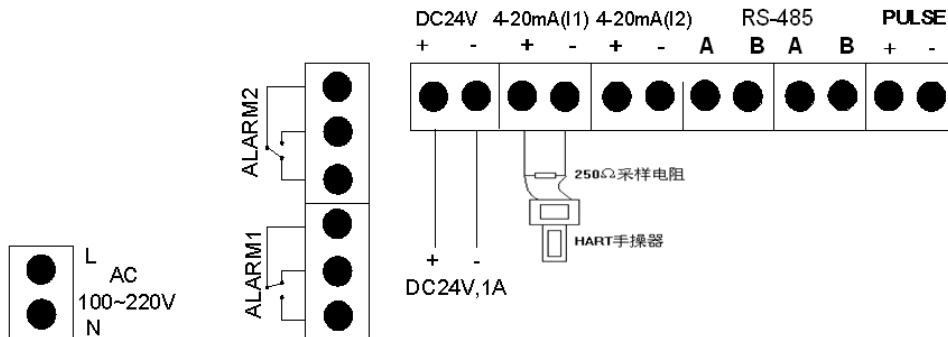 DC24V 4-20mA(I1) 4-20mA(I2) RS-485 PULSE
+ - + - + - A B A B + -
ALARM2
250Ω采样电阻
HART手操器
ALARM1
+ -
DC24V,1A
L
AC
100~220V
N